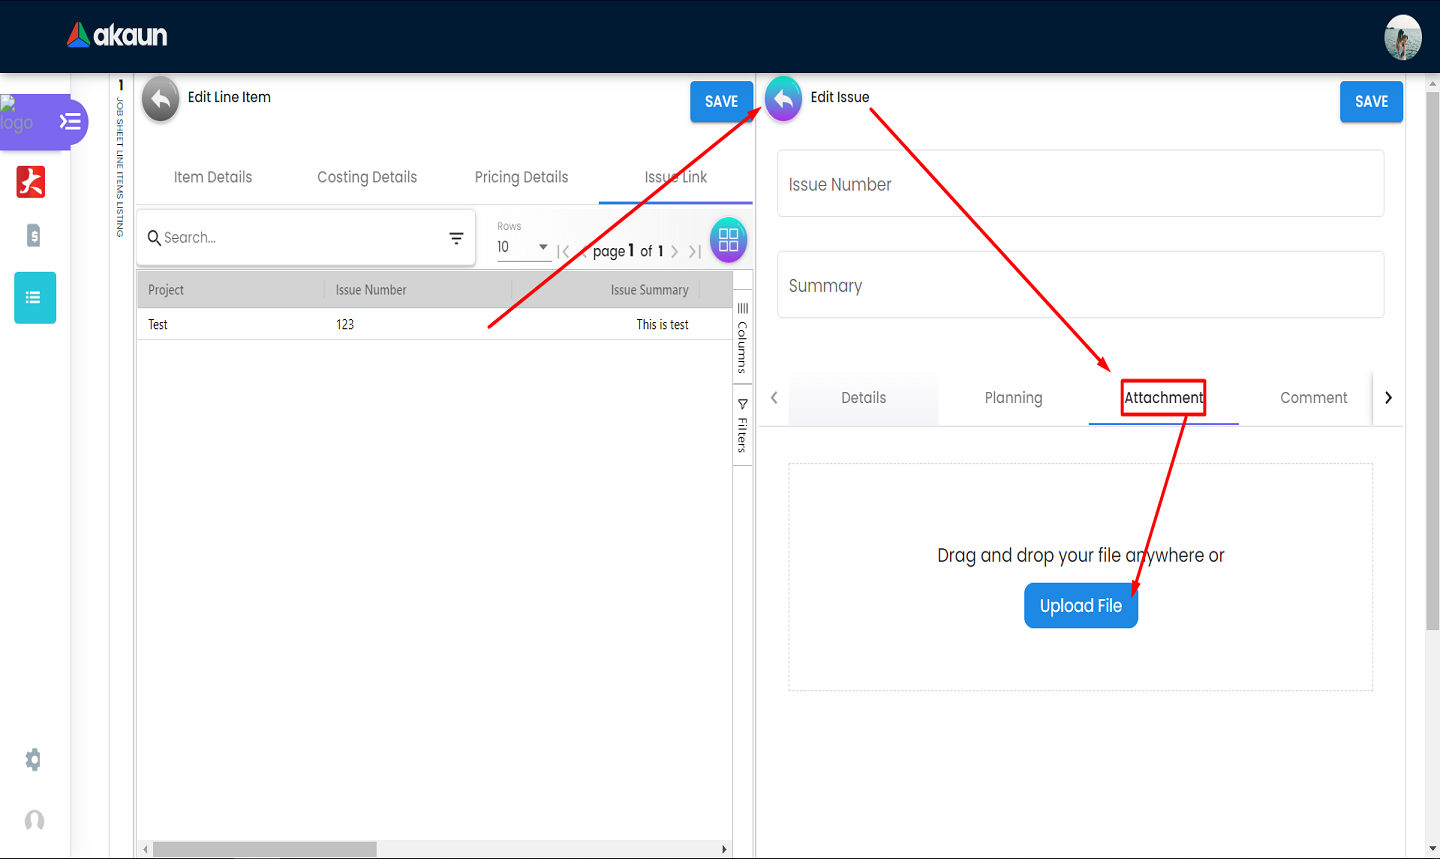 akaun
logo
1
JOB SHEET LINE ITEMS LISTING
Edit Line Item
SAVE
Item Details
Costing Details
Pricing Details
Issue Link
Search...
Rows
10
page 1 of 1
Project
Issue Number
Issue Summary
Test
123
This is test
Columns
Filters
Edit Issue
SAVE
Issue Number
Summary
Details
Planning
Attachment
Comment
Drag and drop your file anywhere or
Upload File